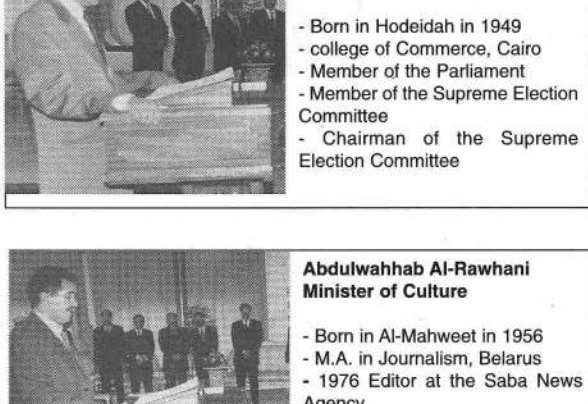 - Born in Hodeidah in 1949
- college of Commerce, Cairo
- Member of the Parliament
- Member of the Supreme Election
Committee
- Chairman of the Supreme
Election Committee
Abdulwahhab Al-Rawhani
Minister of Culture
- Born in Al-Mahweet in 1956
- M.A. in Journalism, Belarus
- 1976 Editor at the Saba News
Agency